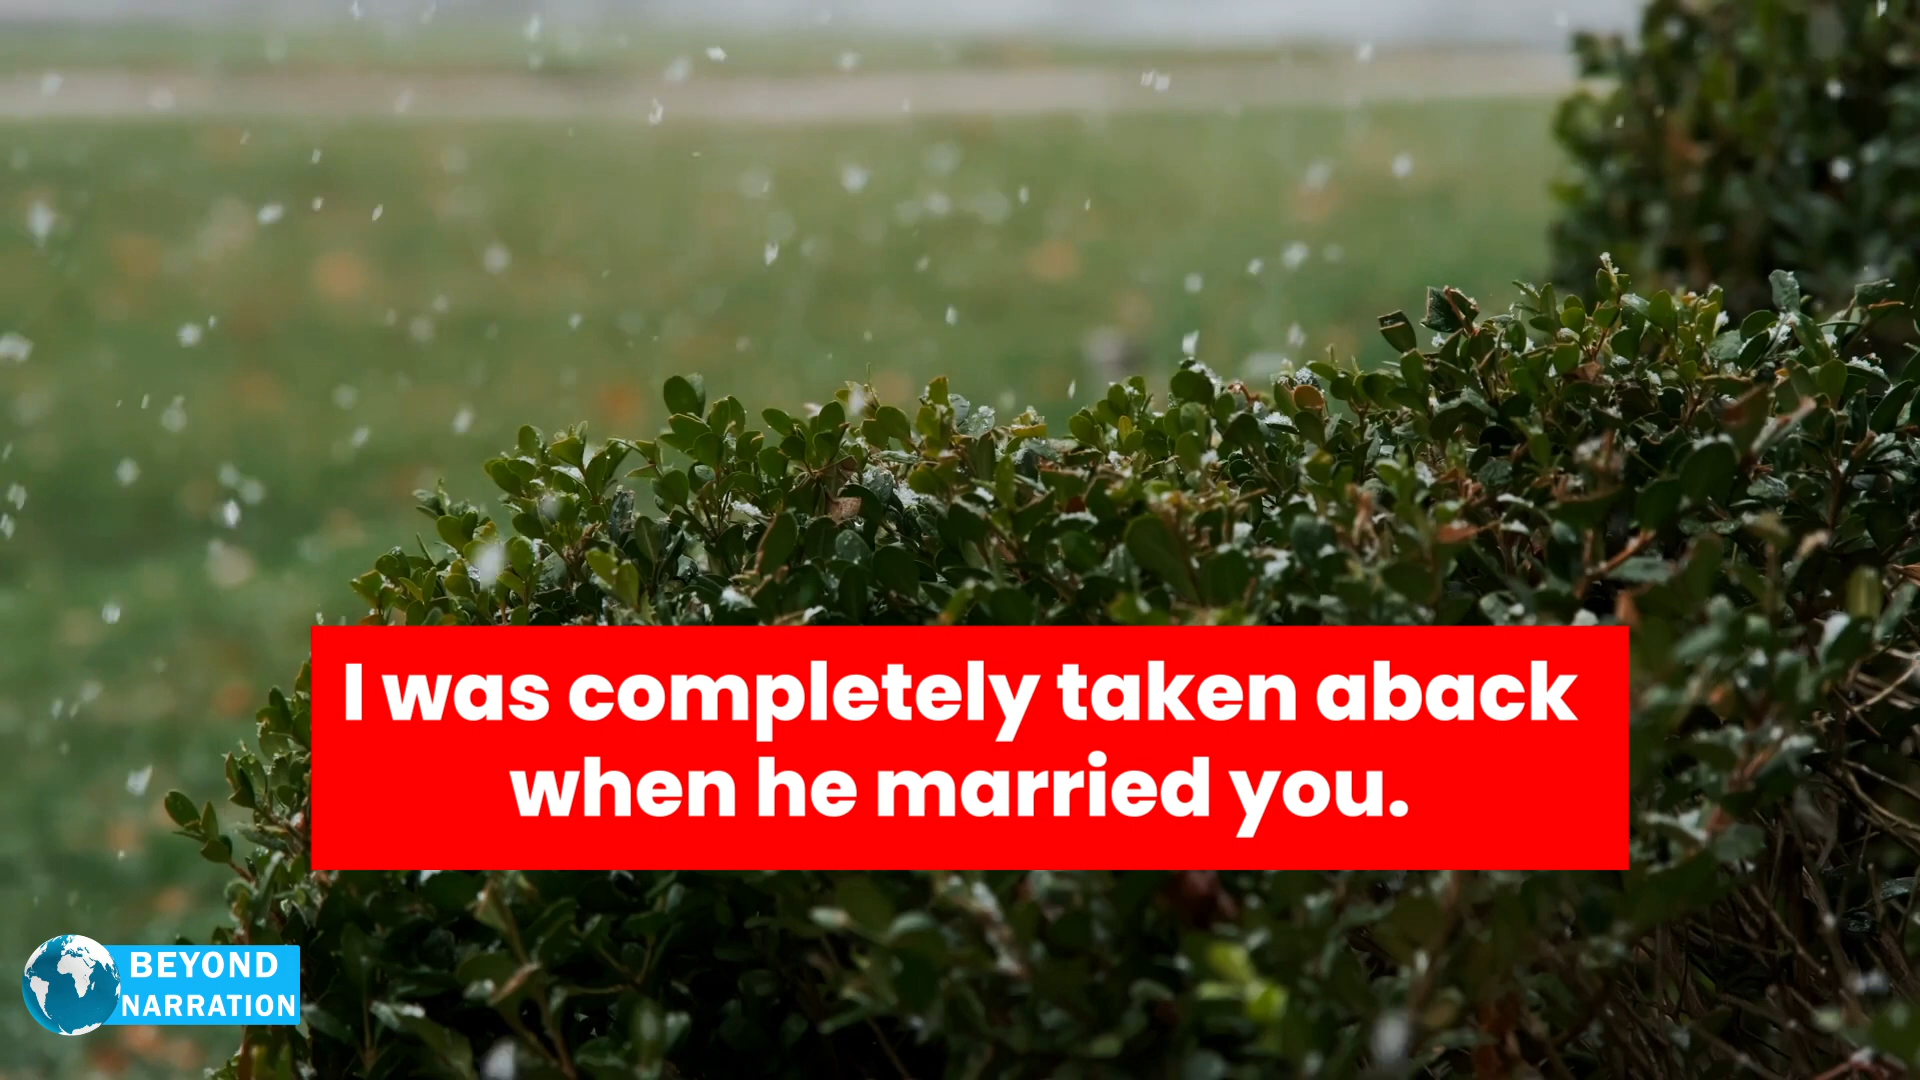 I was completely taken aback
when he married you.
BEYOND
NARRATION